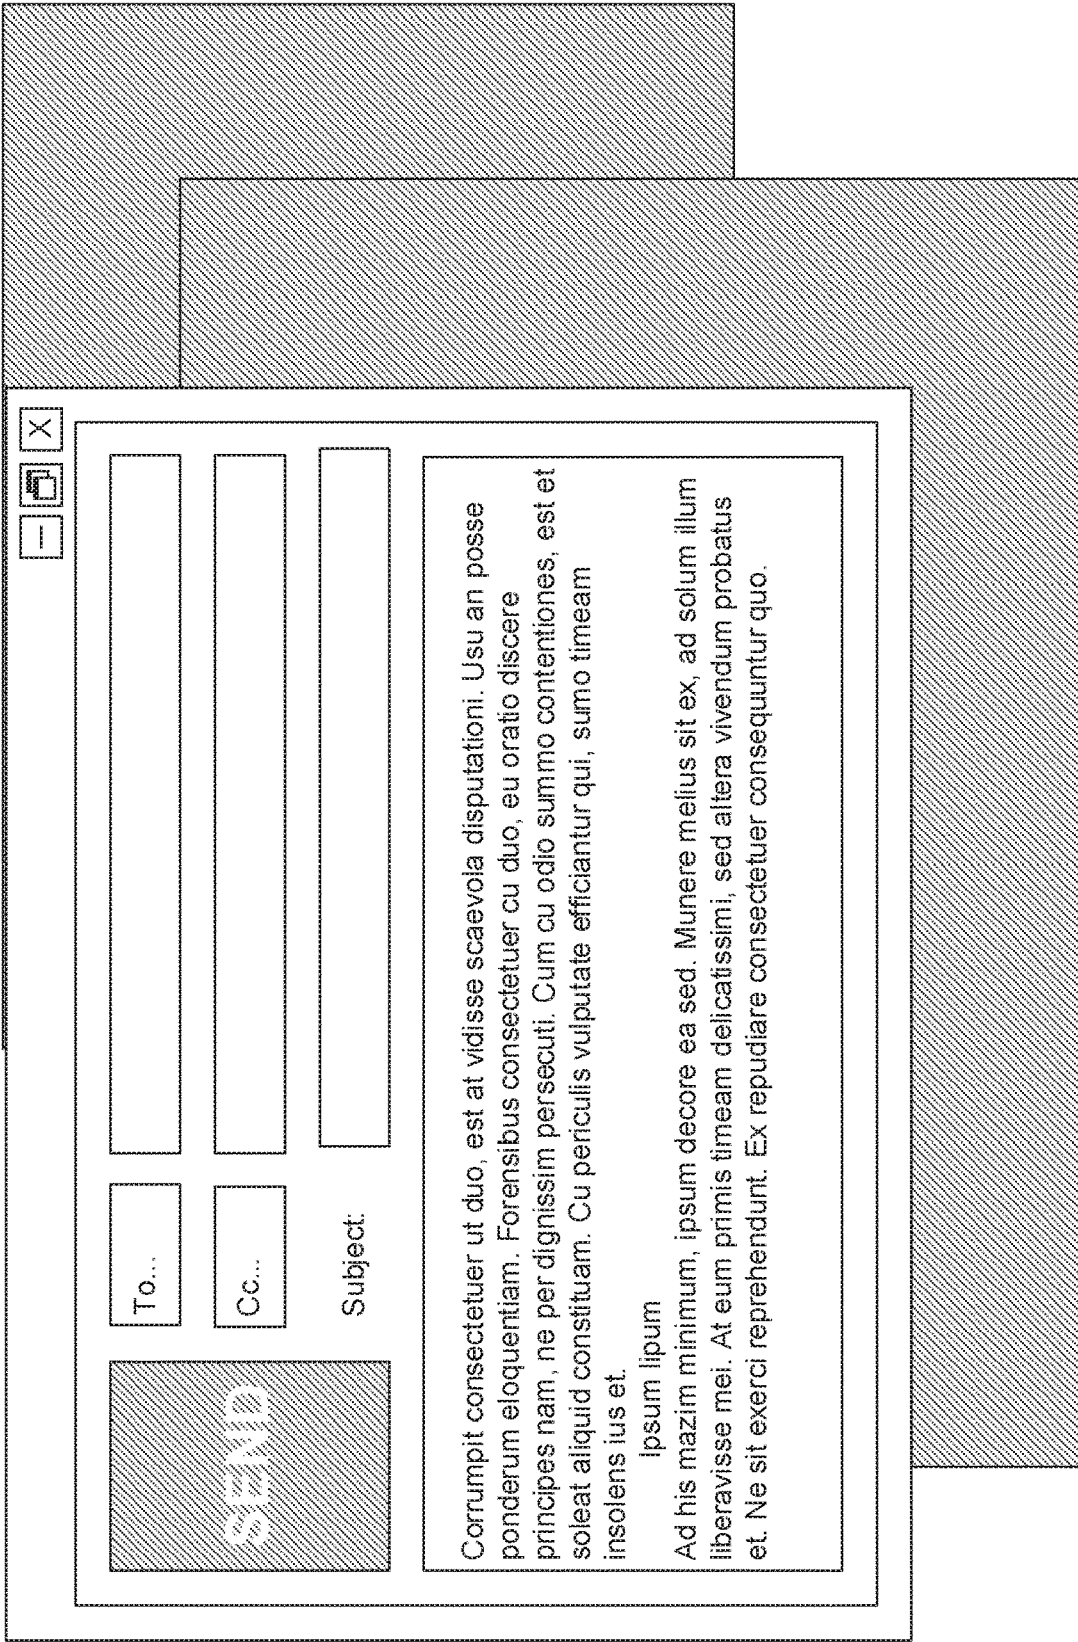 X
SEND
To...
Cc...
Subject:
Corrumpit consectetuer ut duo, est at vidisse scaevola disputationi. Usu an posse
ponderum eloquentiam. Forensibus consectetuer cu duo, eu oratio discere
principes nam, ne per dignissim persecuti. Cum cu odio summo contentiones, est et
soleat aliquid constituam. Cu periculis vulputate efficiantur qui, sumo timeam
insolens ius et.
Ipsum lipum
Ad his mazim minimum, ipsum decore ea sed. Munere melius sit ex, ad solum illum
liberavisse mei. At eum primis timeam delicatissimi, sed altera vivendum probatus
et. Ne sit exerci reprehendunt. Ex repudiare consectetuer consequuntur quo.